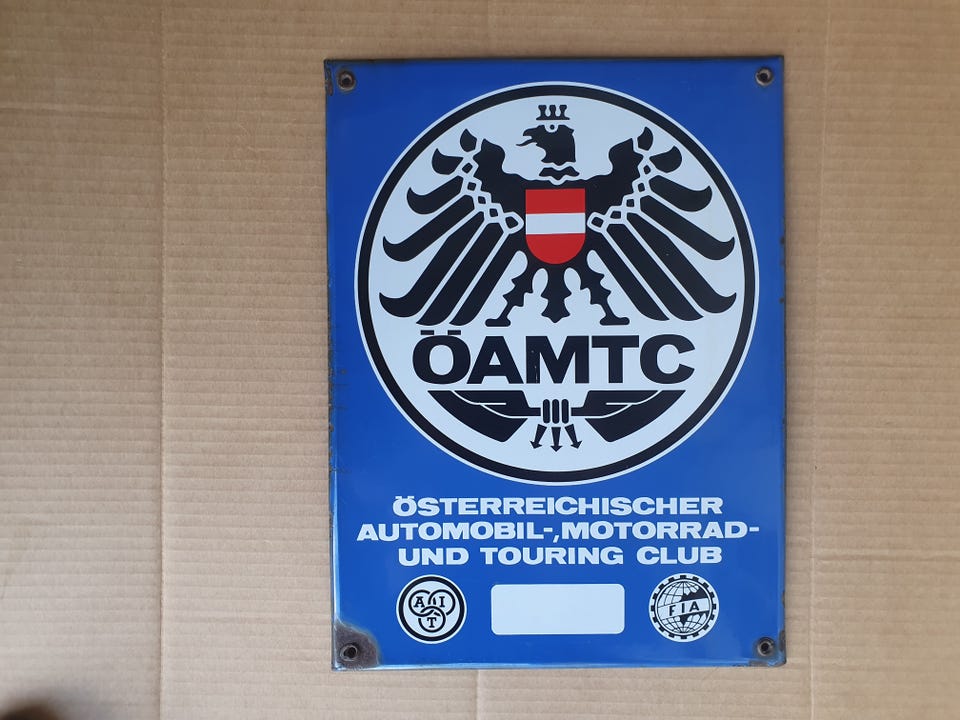 ÖAMTC
ÖSTERREICHISCHER
AUTOMOBIL-,MOTORRAD-
UND TOURING CLUB
AIT
FIA